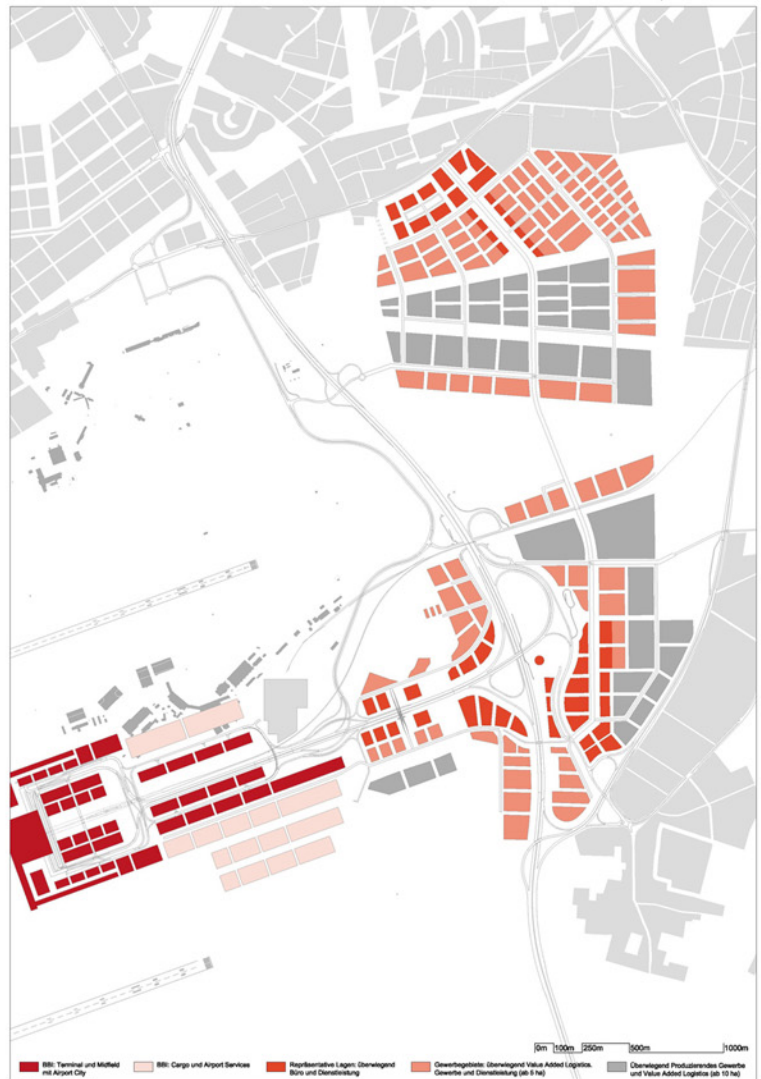 0m 100m 250m 500m 1000m
BBI: Terminal und Midfield
mit Airport City
BBI: Cargo und Airport Services
Repräsentative Lagen: überwiegend
Büro und Dienstleistung
Gewerbegebiete: überwiegend Value Added Logistics,
Gewerbe und Dienstleistung (ab 5 ha)
Überwiegend Produzierendes Gewerbe
und Value Added Logistics (ab 10 ha)